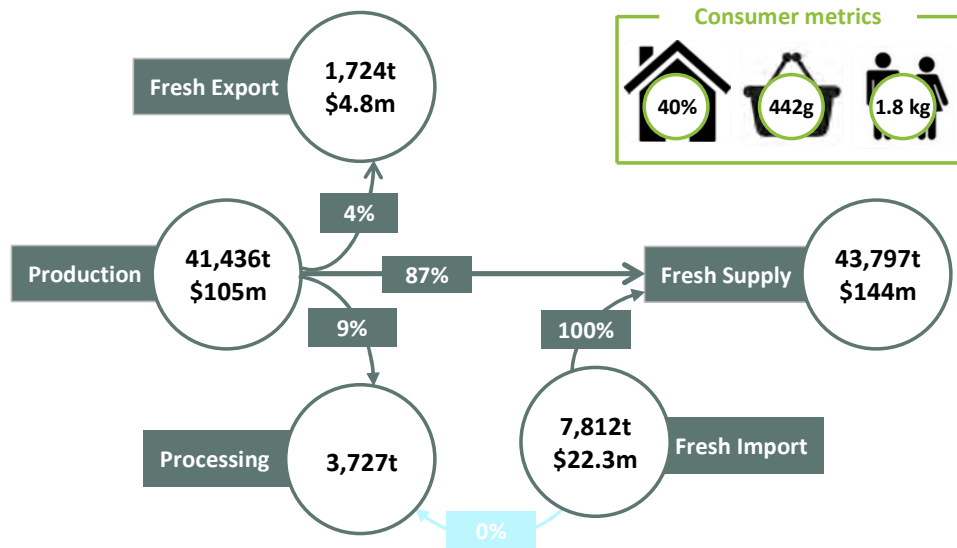 Consumer metrics
40%
442g
1.8 kg
Fresh Export
1,724t
$4.8m
4%
Production
41,436t
$105m
87%
Fresh Supply
43,797t
$144m
9%
100%
Processing
3,727t
7,812t
$22.3m
Fresh Import
0%